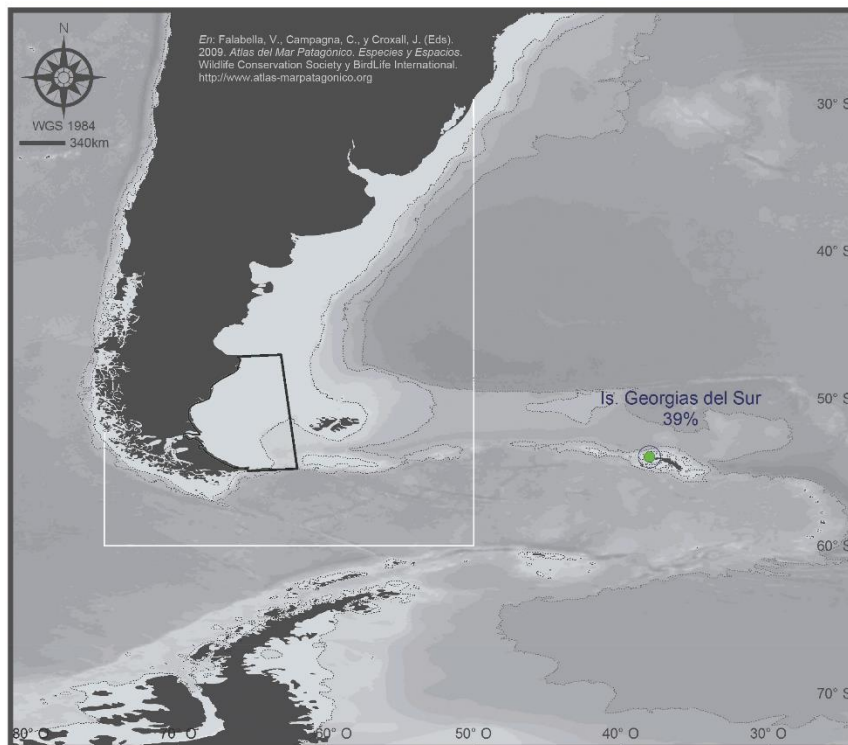 En: Falabella, V., Campagna, C., y Croxall, J. (Eds).
2009. Atlas del Mar Patagónico. Especies y Espacios.
Wildlife Conservation Society y BirdLife International.
http://www.atlas-marpatagonico.org
N
WGS 1984
340km
30° S
40° S
Is. Georgias del Sur
39%
50° S
60° S
70° S
80° O
70° O
60° O
50° O
40° O
30° O